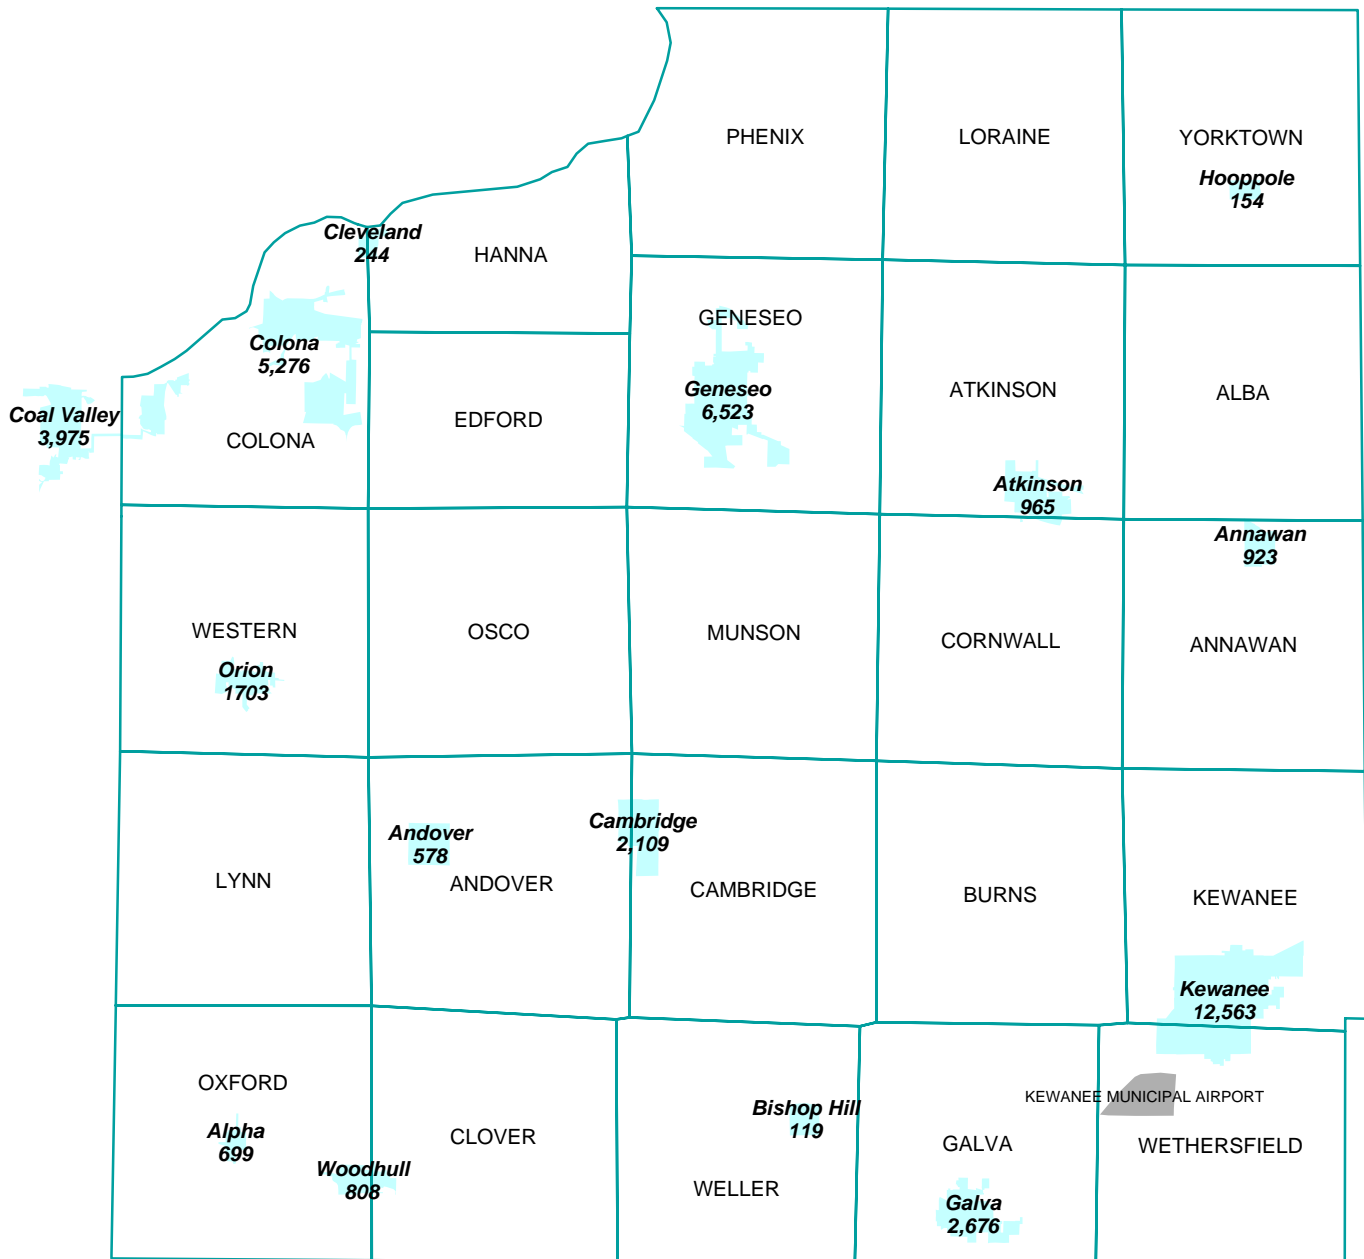 PHENIX
LORAINE
YORKTOWN
Hooppole
154
Cleveland
244
HANNA
GENESEO
Colona
5,276
Geneseo
6,523
ATKINSON
ALBA
Coal Valley
3,975
COLONA
EDFORD
Atkinson
965
Annawan
923
WESTERN
OSCO
MUNSON
CORNWALL
ANNAWAN
Orion
1703
Andover
578
Cambridge
2,109
LYNN
ANDOVER
CAMBRIDGE
BURNS
KEWANEE
Kewanee
12,563
OXFORD
KEWANEE MUNICIPAL AIRPORT
Alpha
699
CLOVER
Bishop Hill
119
GALVA
WETHERSFIELD
Woodhull
808
WELLER
Galva
2,676